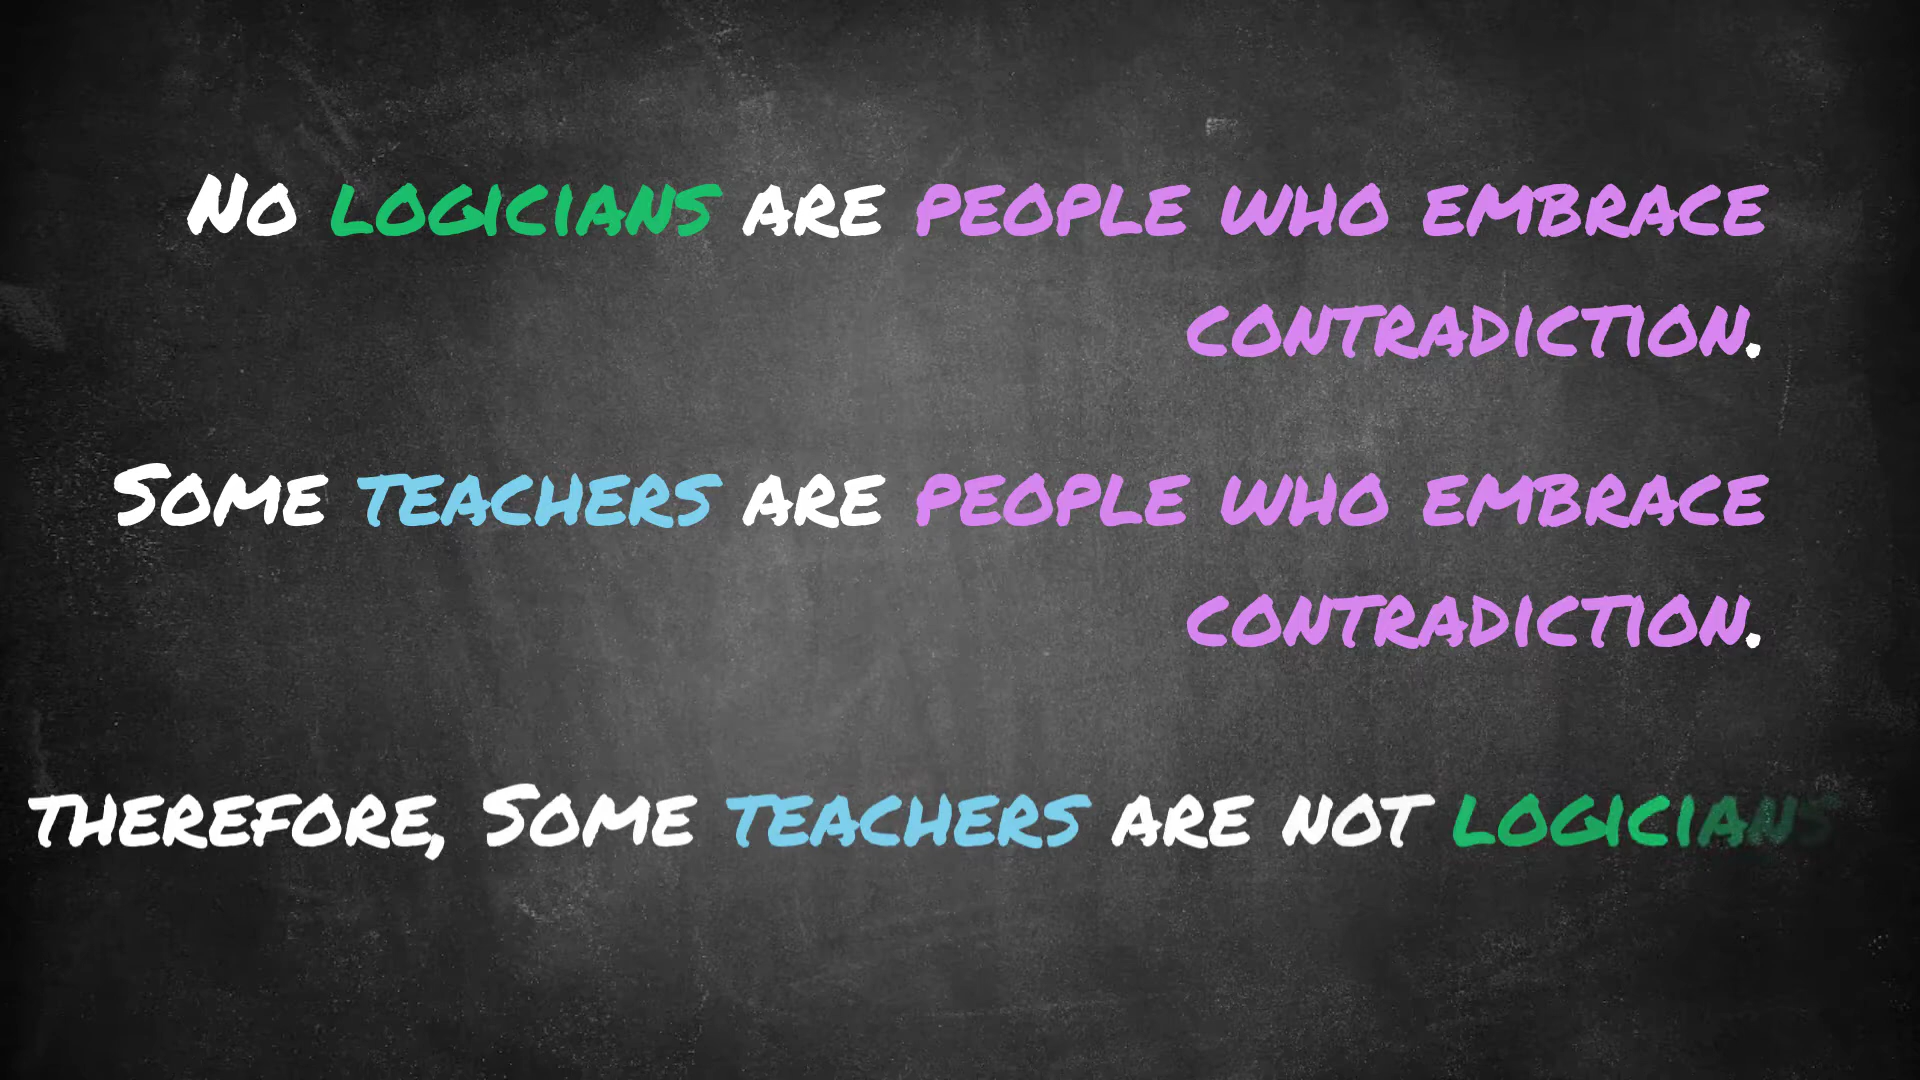 No logicians are people who embrace
contradiction.
Some teachers are people who embrace
contradiction.
therefore, Some teachers are not logicians